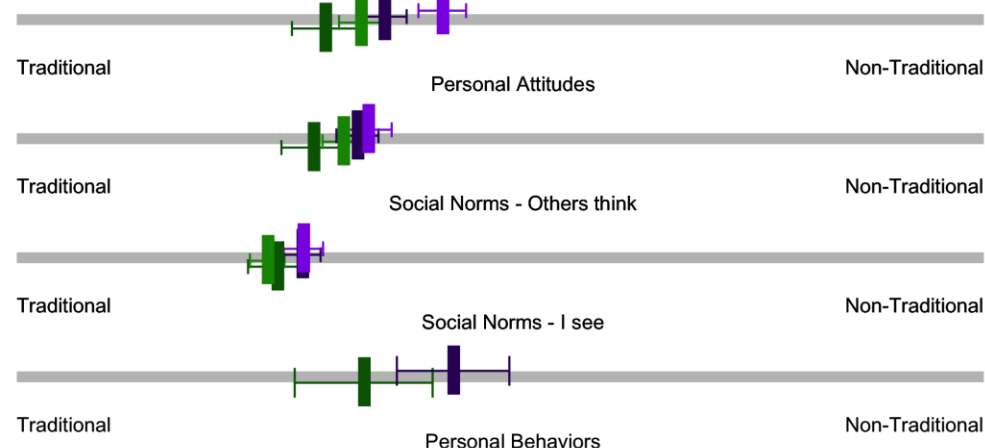 Traditional
Non-Traditional
Personal Attitudes
Traditional
Non-Traditional
Social Norms - Others think
Traditional
Non-Traditional
Social Norms - I see
Traditional
Non-Traditional
Personal Behaviors